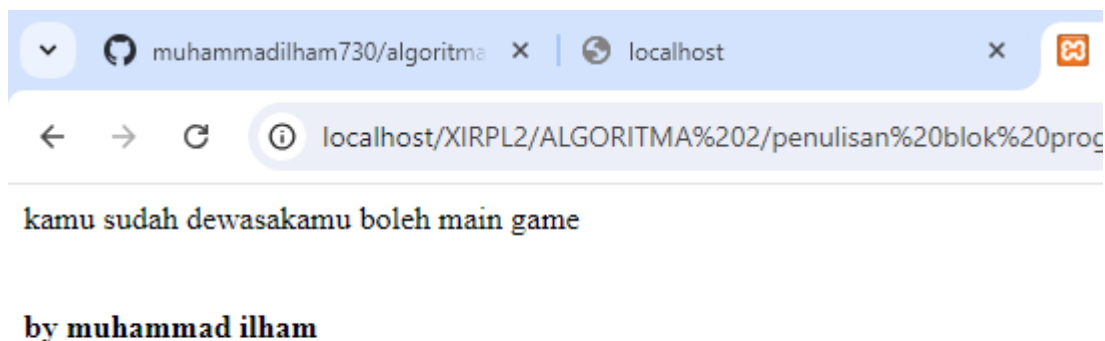 muhammadilham730/algoritma
localhost
localhost/XIRPL2/ALGORITMA%202/penulisan%20blok%20prog
kamu sudah dewasakamu boleh main game
by muhammad ilham